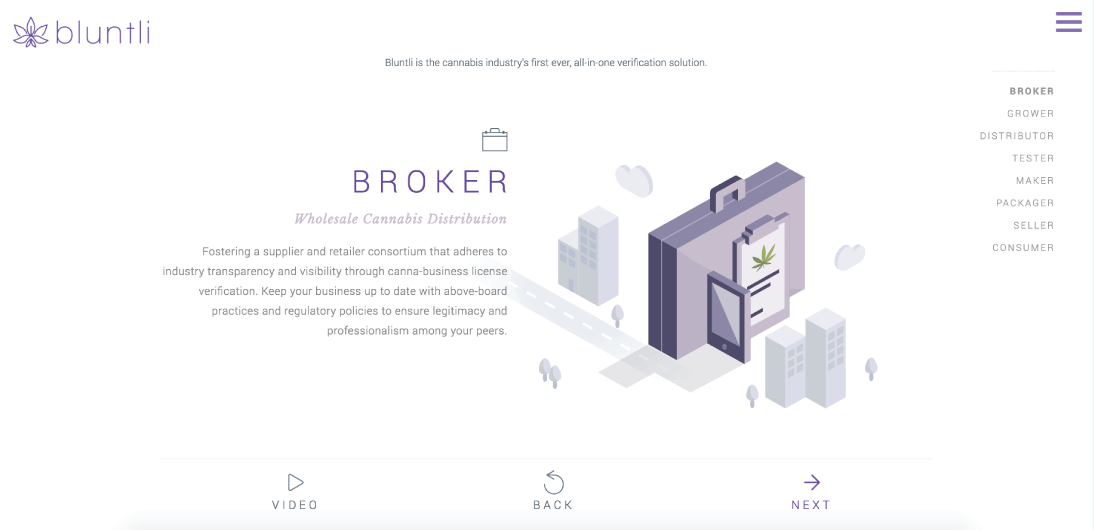 bluntli
Bluntli is the cannabis industry's first ever, all-in-one verification solution.
BROKER
GROWER
DISTRIBUTOR
TESTER
MAKER
PACKAGER
SELLER
CONSUMER
BROKER
Wholesale Cannabis Distribution
Fostering a supplier and retailer consortium that adheres to
industry transparency and visibility through canna-business license
verification. Keep your business up to date with above-board
practices and regulatory policies to ensure legitimacy and
professionalism among your peers.
VIDEO
BACK
NEXT